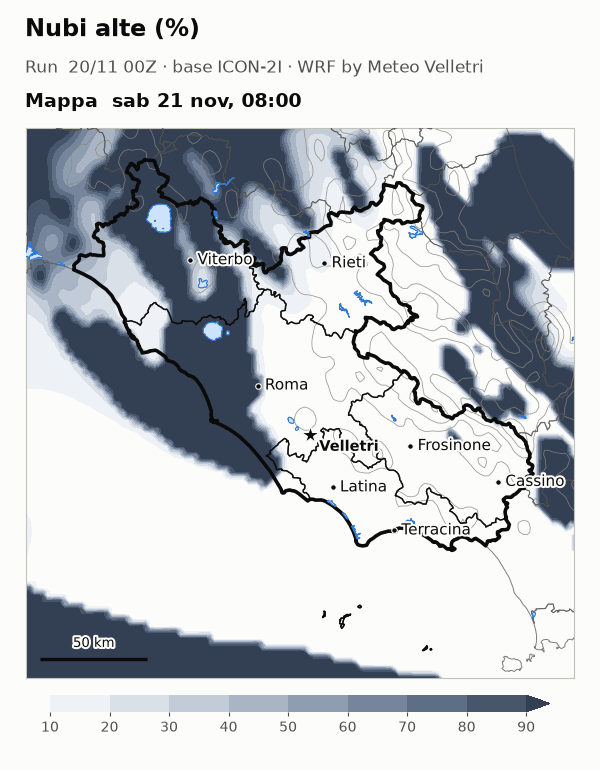 Nubi alte (%)
Run  20/11 00Z · base ICON-2I · WRF by Meteo Velletri
Mappa  sab 21 nov, 08:00
Viterbo
Rieti
Roma
Velletri
Frosinone
Cassino
Latina
Terracina
50 km
10 20 30 40 50 60 70 80 90